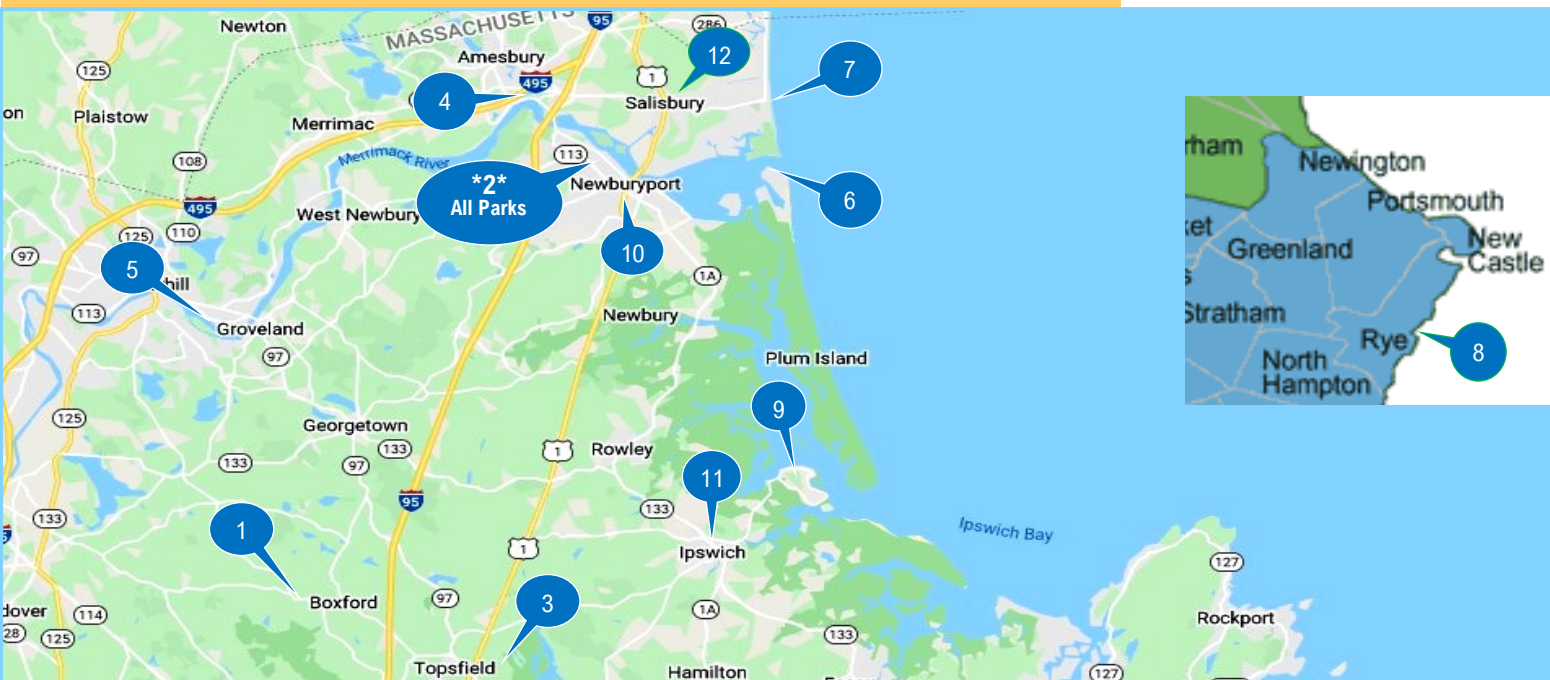 Newton
MASSACHUSETTS
95
286
Amesbury
12
125
495
1
7
4
on
Plaistow
Salisbury
Merrimac
113
108
Merrimack River
*2*
All Parks
Newburyport
495
West Newbury
6
125
110
10
97
5
hill
1A
113
Groveland
Newbury
97
Plum Island
9
125
Georgetown
133
1
Rowley
133
97
11
95
133
133
1
Ipswich Bay
1
Ipswich
127
Boxford
97
3
1A
dover
114
28
125
133
Rockport
Topsfield
Hamilton
127
rham
Newington
Portsmouth
ket
Greenland
New
Castle
Stratham
Rye
8
North
Hampton